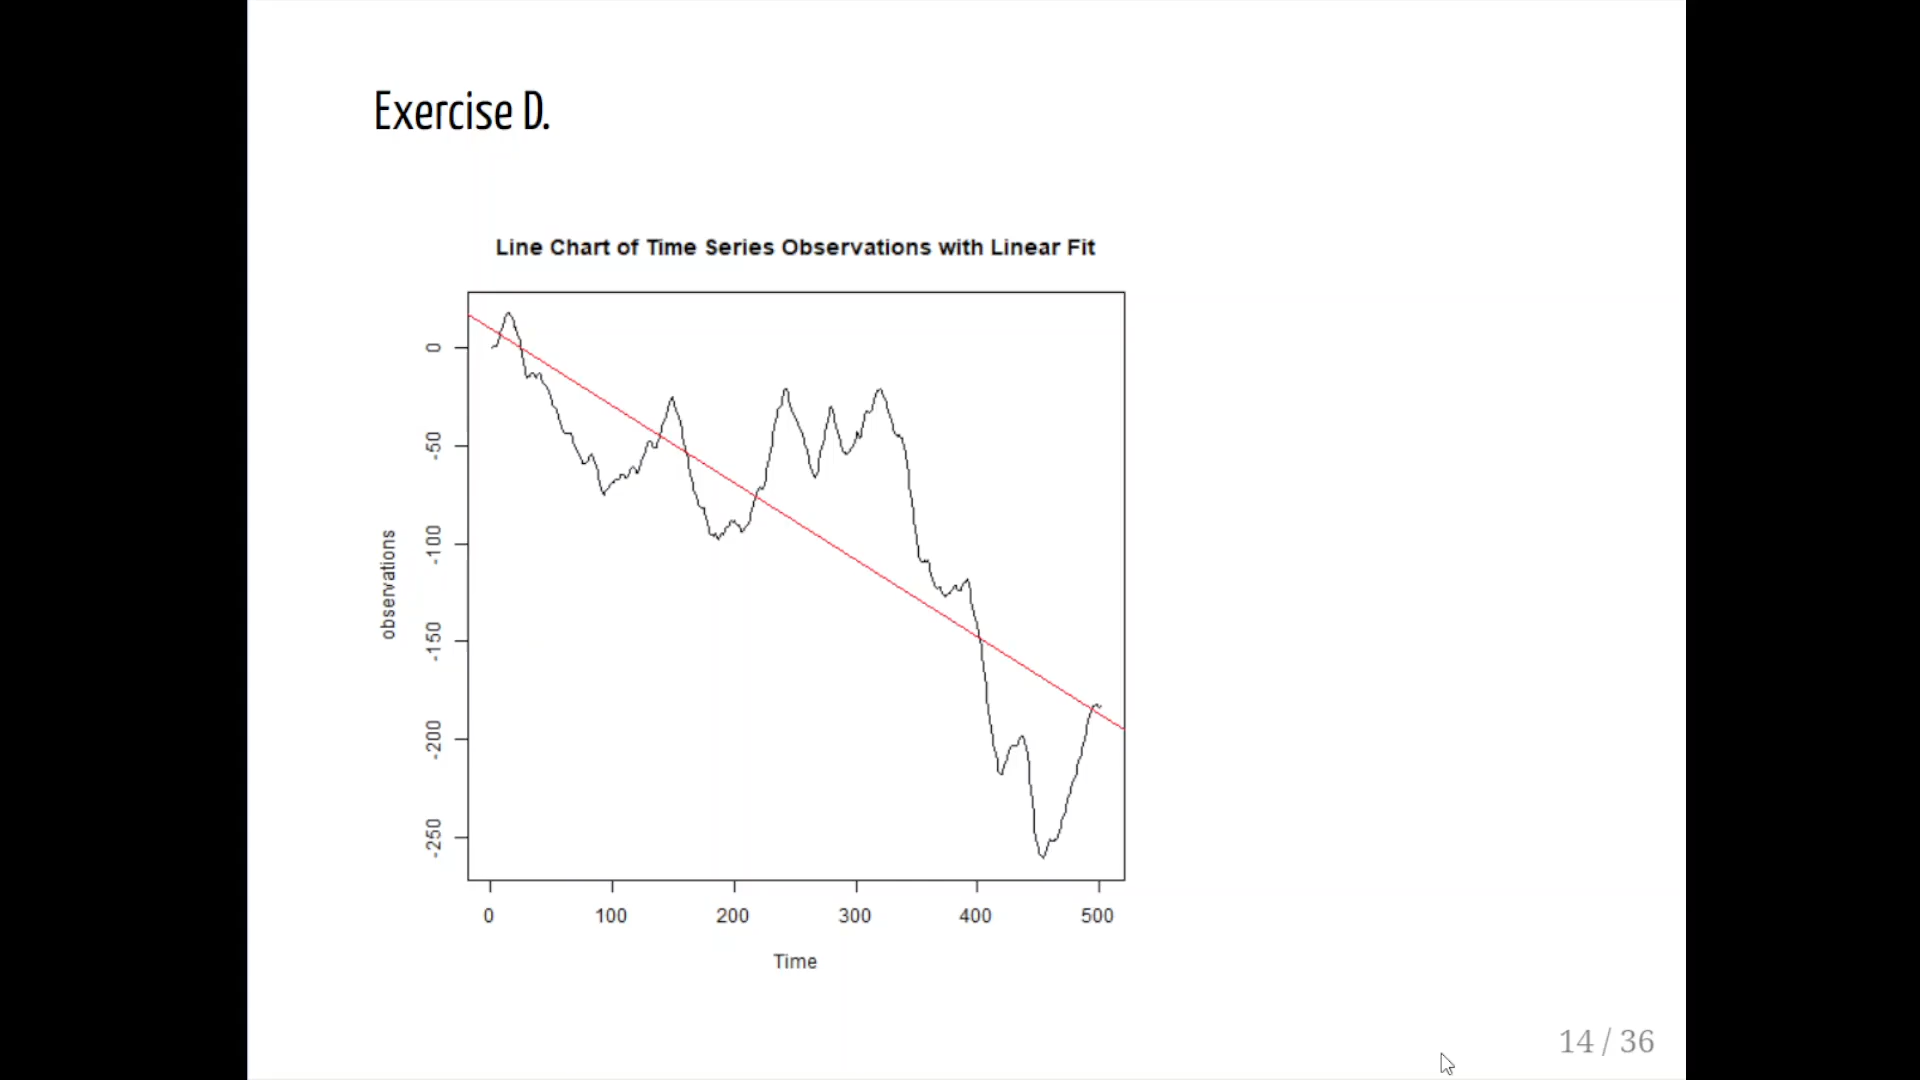 Exercise D.
Line Chart of Time Series Observations with Linear Fit
observations
0
-50
-100
-150
-200
-250
0 100 200 300 400 500
Time
14 / 36